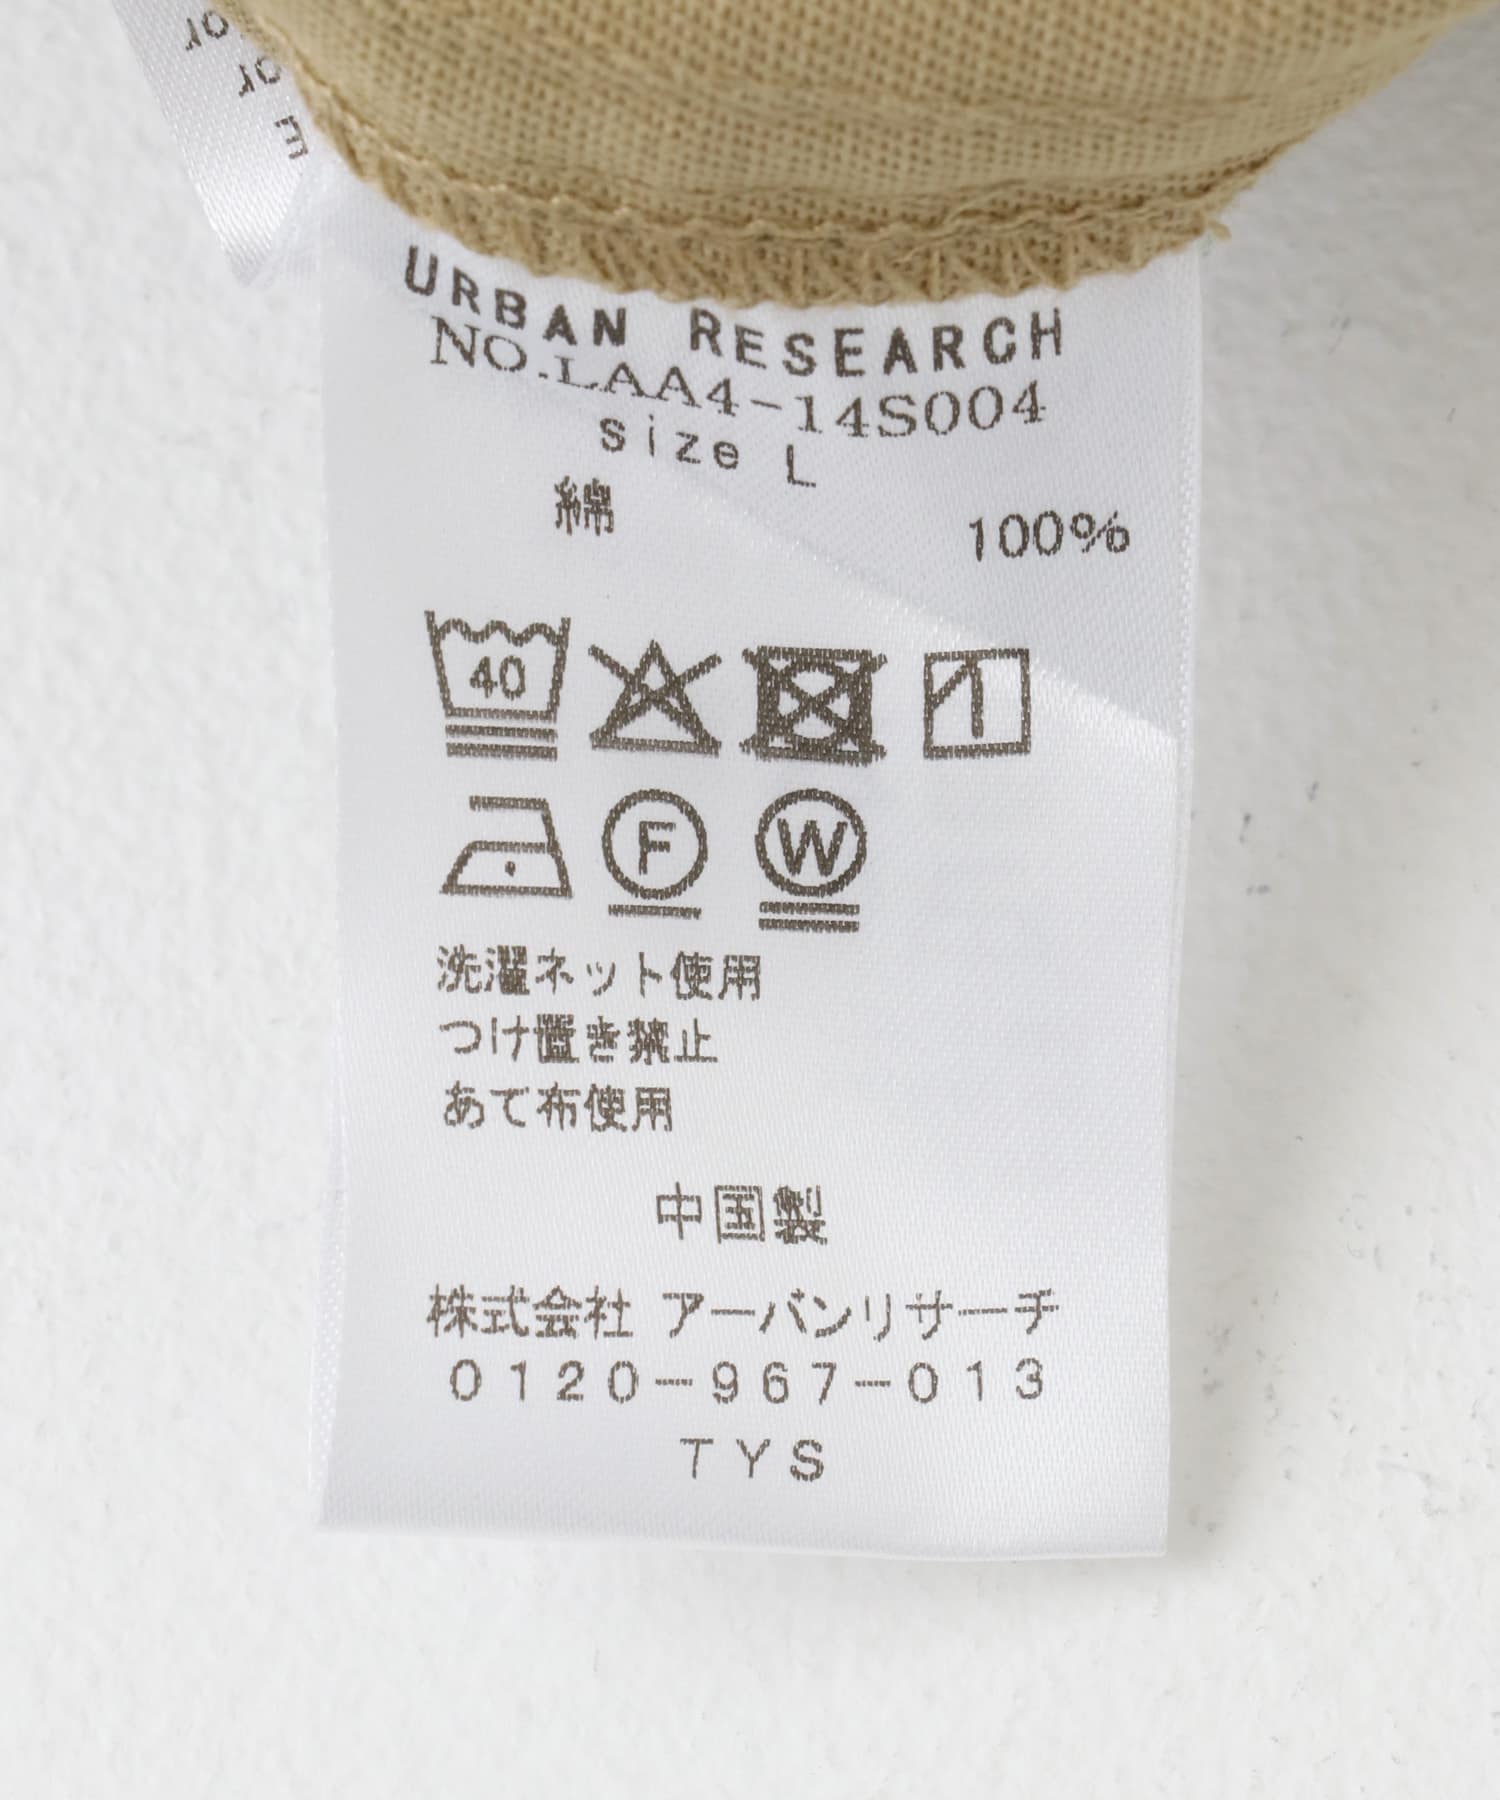 URBAN RESEARCH
NO.LAA4-14S004
Size L
綿 100%
40
F
W
洗濯ネット使用
つけ置き禁止
あて布使用
中国製
株式会社 アーバンリサーチ
0120-967-013
TYS